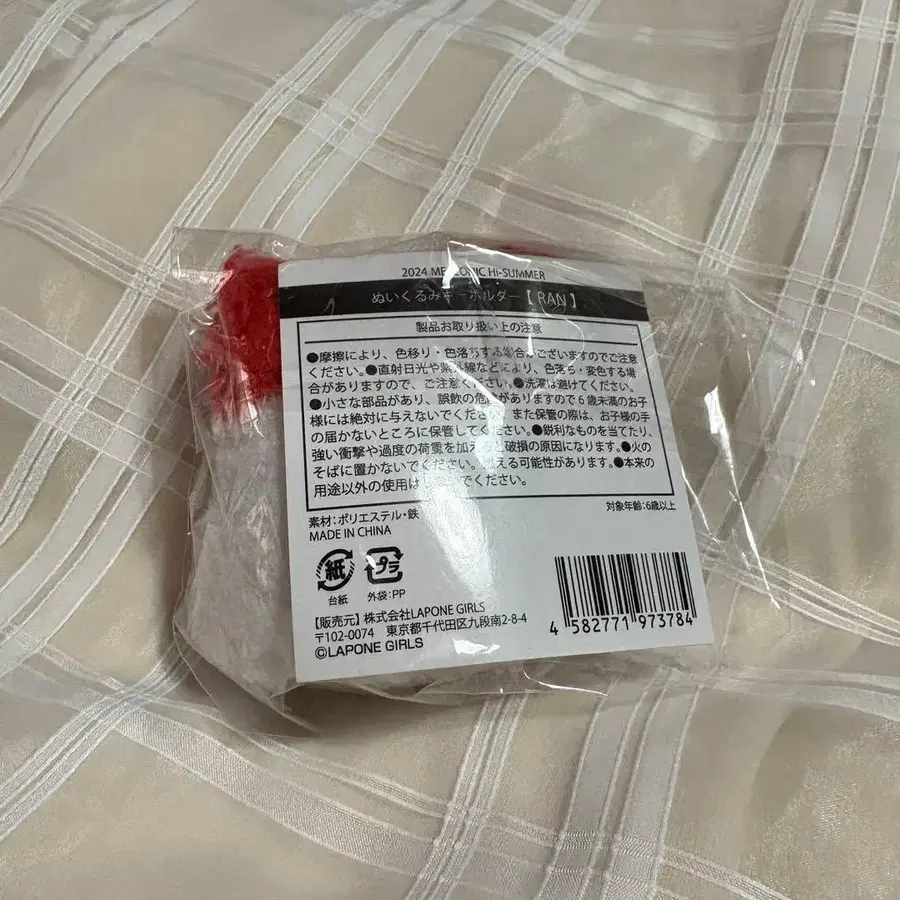 2024 ME:LOGIC Hi-SUMMER
ぬいぐるみキーホルダー【RAN】
製品お取り扱い上の注意
●摩擦により、色移り・色落ちする場合がございますのでご注意
ください。●直射日光や紫外線などにより、色落ち・変色する場
合がありますので、ご注意ください。●洗濯は避けてください。
●小さな部品があり、誤飲の危険がありますので6歳未満のお子
様には絶対に与えないでください。また保管の際は、お子様の手
の届かないところに保管してください。●鋭利なものを当てたり、
強い衝撃や過度の荷重を加えると破損の原因になります。●火の
そばに置かないでください。燃える可能性があります。●本来の
用途以外の使用はしないでください。
素材:ポリエステル・鉄
対象年齢:6歳以上
MADE IN CHINA
紙
プラ
台紙
外袋:PP
【販売元】株式会社LAPONE GIRLS
〒102-0074 東京都千代田区九段南2-8-4
©LAPONE GIRLS
4 582771 973784